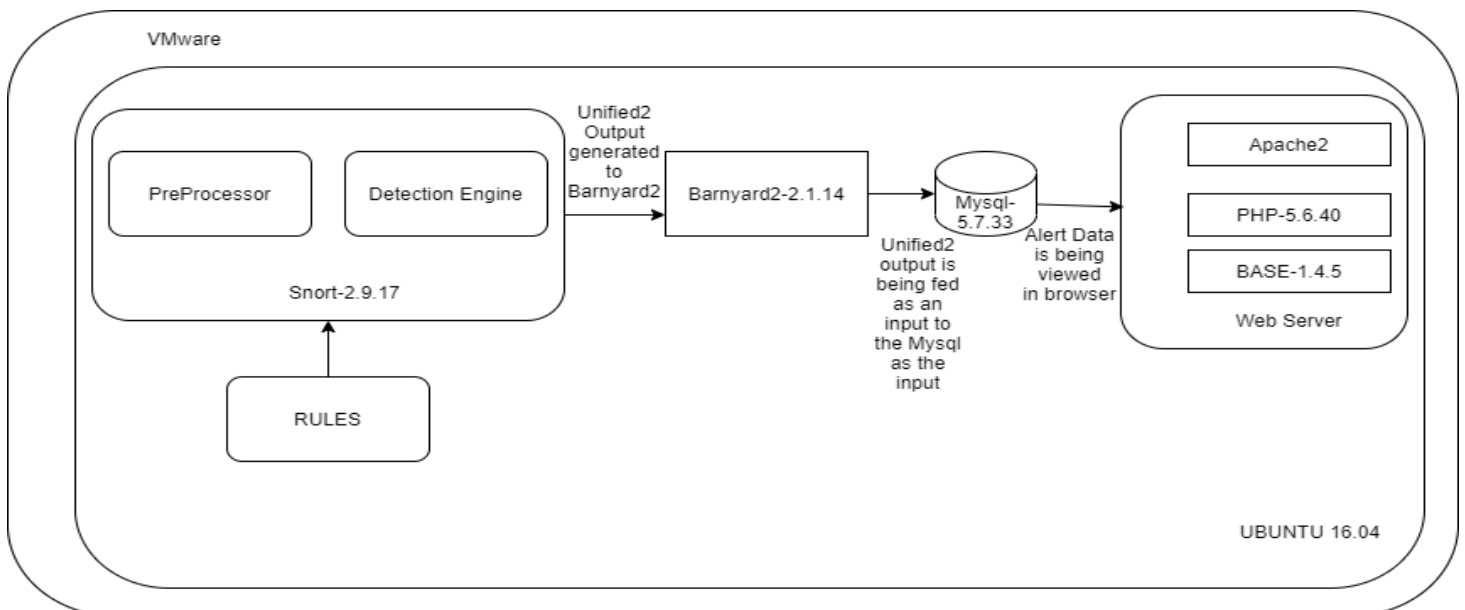 VMware
PreProcessor
Detection Engine
Snort-2.9.17
RULES
Unified2
Output
generated
to
Barnyard2
Barnyard2-2.1.14
Unified2
output is
being fed
as an
input to
the Mysql
as the
input
Mysql-
5.7.33
Alert Data
is being
viewed
in browser
Apache2
PHP-5.6.40
BASE-1.4.5
Web Server
UBUNTU 16.04